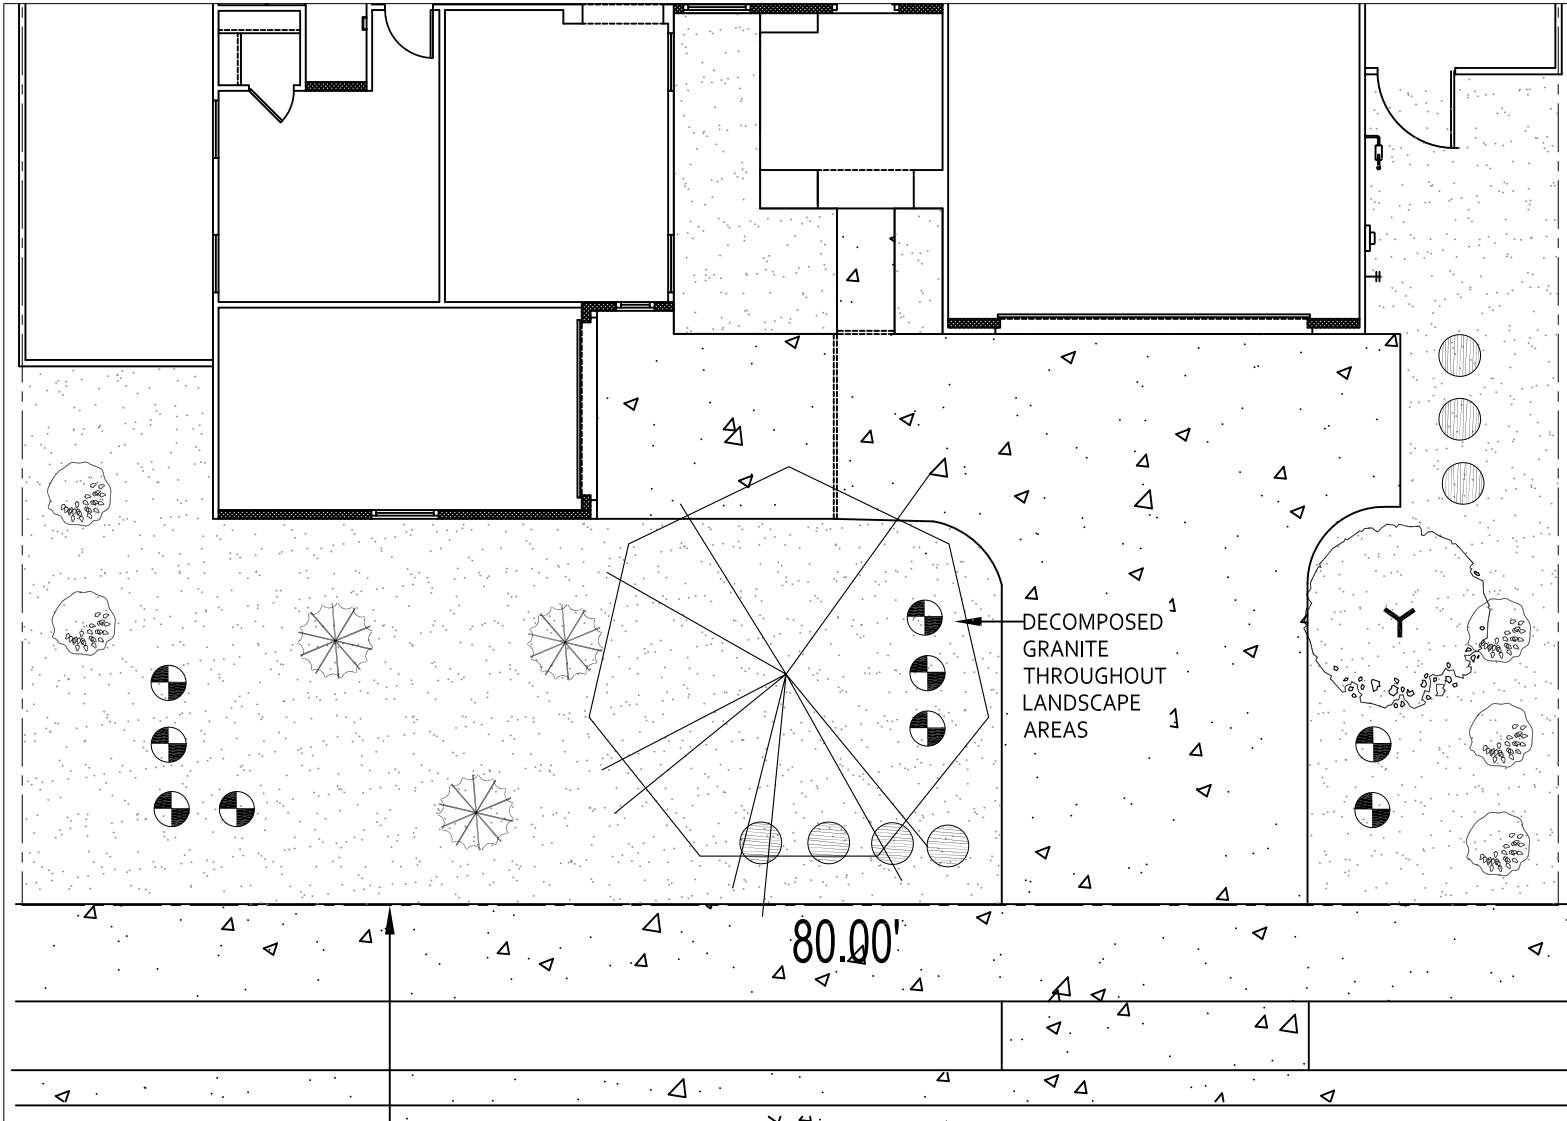 DECOMPOSED
GRANITE
THROUGHOUT
LANDSCAPE
AREAS
80.00'